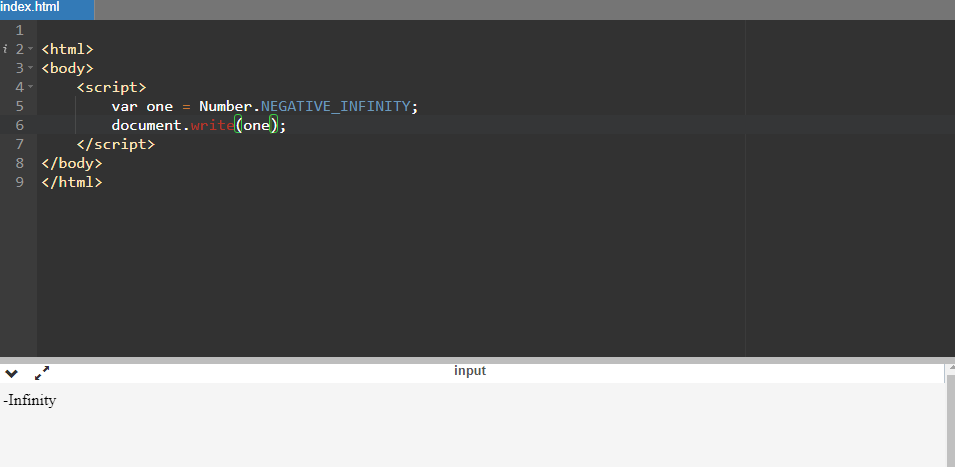 index.html
1
i 2 <html>
3 <body>
4 <script>
5 var one = Number.NEGATIVE_INFINITY;
6 document.write(one);
7 </script>
8 </body>
9 </html>
input
-Infinity